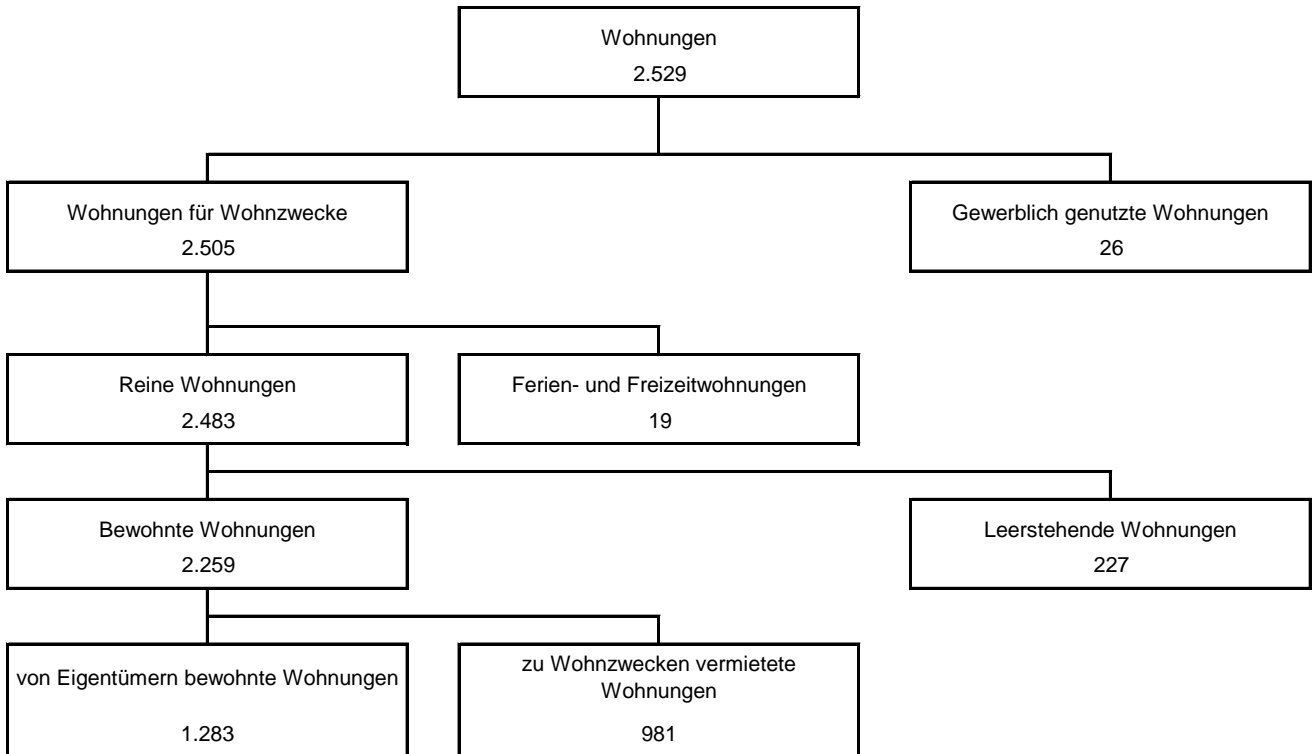 Wohnungen
2.529
Wohnungen für Wohnzwecke
2.505
Gewerblich genutzte Wohnungen
26
Reine Wohnungen
2.483
Ferien- und Freizeitwohnungen
19
Bewohnte Wohnungen
2.259
Leerstehende Wohnungen
227
von Eigentümern bewohnte Wohnungen
1.283
zu Wohnzwecken vermietete
Wohnungen
981